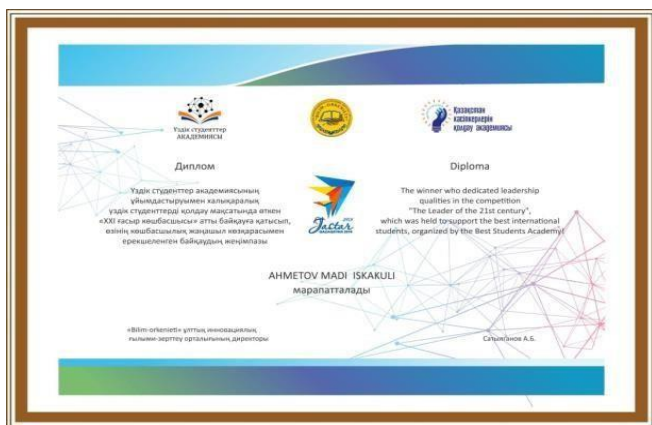 Үздік студенттер
АКАДЕМИЯСЫ
Қазақстан
кәсіпкерлерін
қолдау академиясы
Диплом
Үздік студенттер академиясының
ұйымдастыруымен халықаралық
үздік студенттерді қолдау мақсатында өткен
«XXI ғасыр көшбасшысы» атты байқауға қатысып,
өзінің көшбасшылық жаңашыл көзқарасымен
ерекшеленген байқаудың жеңімпазы
Jastar
Diploma
The winner who dedicated leadership
qualities in the competition
"The Leader of the 21st century",
which was held to support the best international
students, organized by the Best Students Academy!
AHMETOV MADI ISKAKULI
марапатталады
«Bilim-orkenieti» ұлттық инновациялық
ғылыми-зерттеу орталығының директоры
Сатылғанов А.Б.